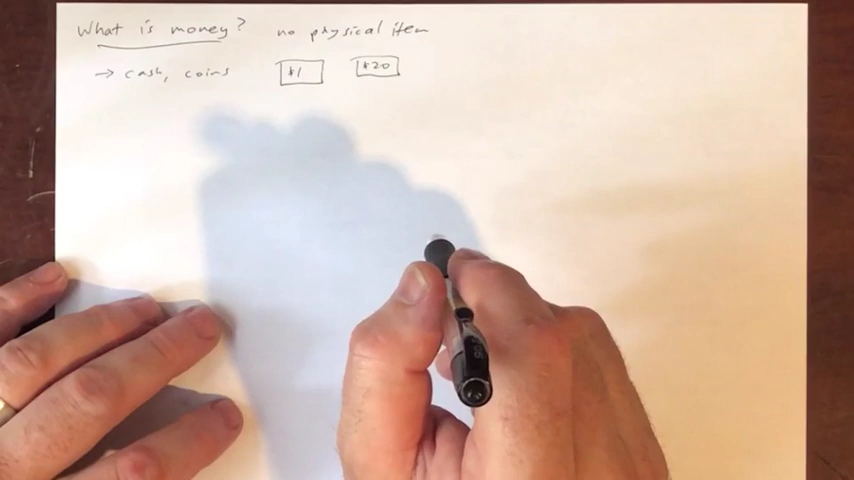 What is money? no physical item
→ cash, coins $1 $20